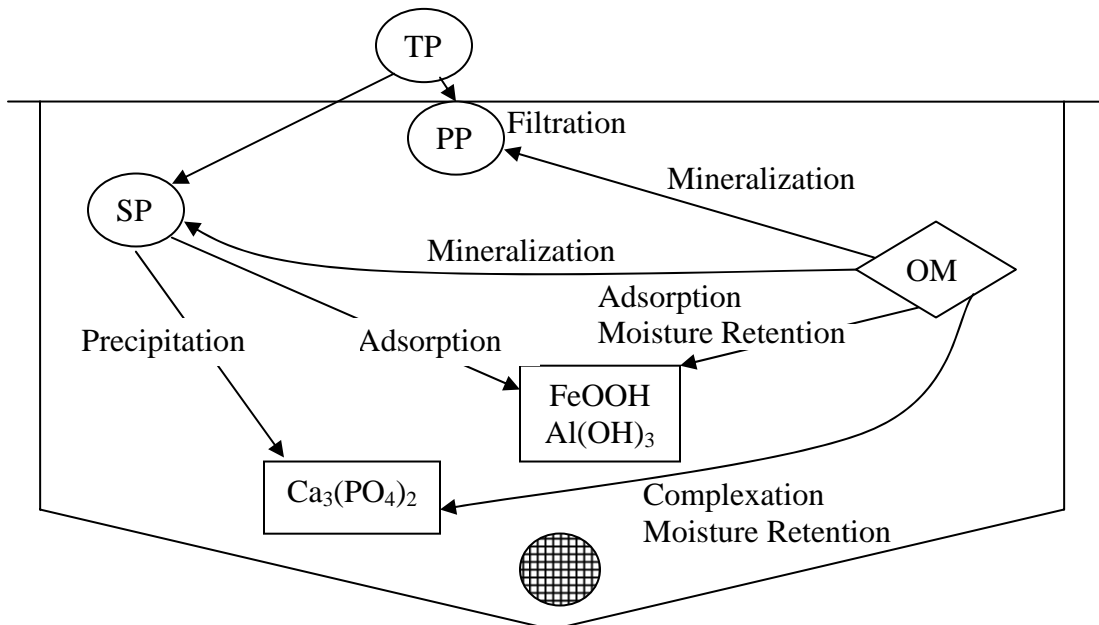 TP
Filtration
PP
Mineralization
SP
Mineralization
OM
Adsorption
Moisture Retention
Precipitation
Adsorption
FeOOH
Al(OH)₃
Ca₃(PO₄)₂
Complexation
Moisture Retention